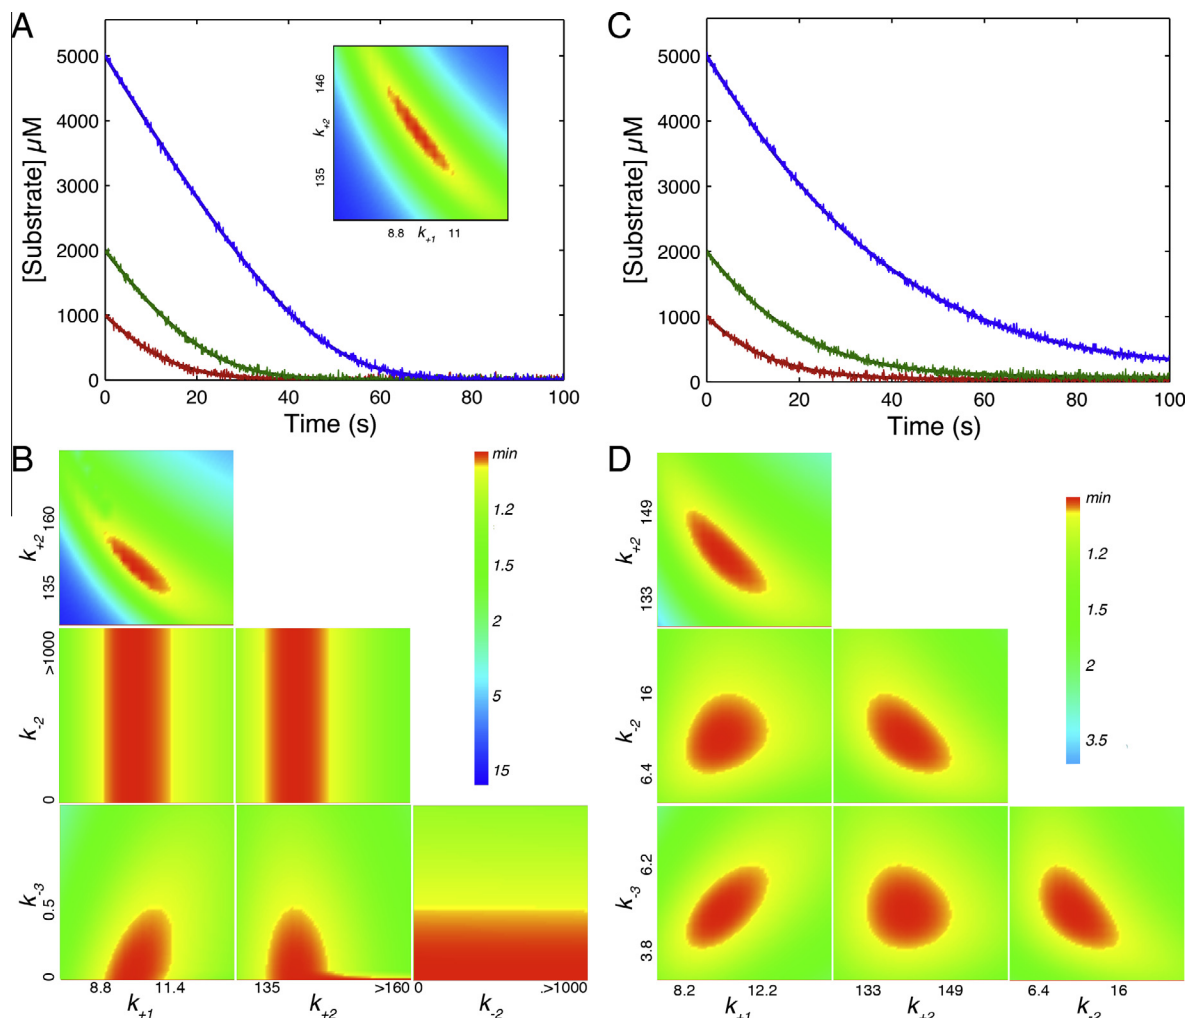 A
5000
4000
3000
2000
1000
0
[Substrate] µM
0 20 40 60 80 100
Time (s)
146
k+2
135
8.8 k+1 11
C
5000
4000
3000
2000
1000
0
[Substrate] µM
0 20 40 60 80 100
Time (s)
B
k+2
160
135
k-2
>1000
0
k-3
0.5
0
8.8 11.4
k+1
135 >160
k+2
0 .>1000
k-2
min
1.2
1.5
2
5
15
D
k+2
149
133
k-2
16
6.4
k-3
6.2
3.8
8.2 12.2
k+1
133 149
k+2
6.4 16
k-2
min
1.2
1.5
2
3.5